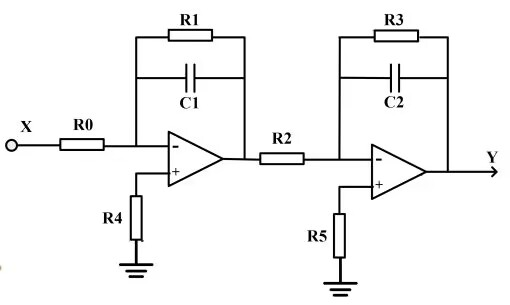 R1
R3
C1
C2
X
R0
R2
Y
-
-
+
+
R4
R5